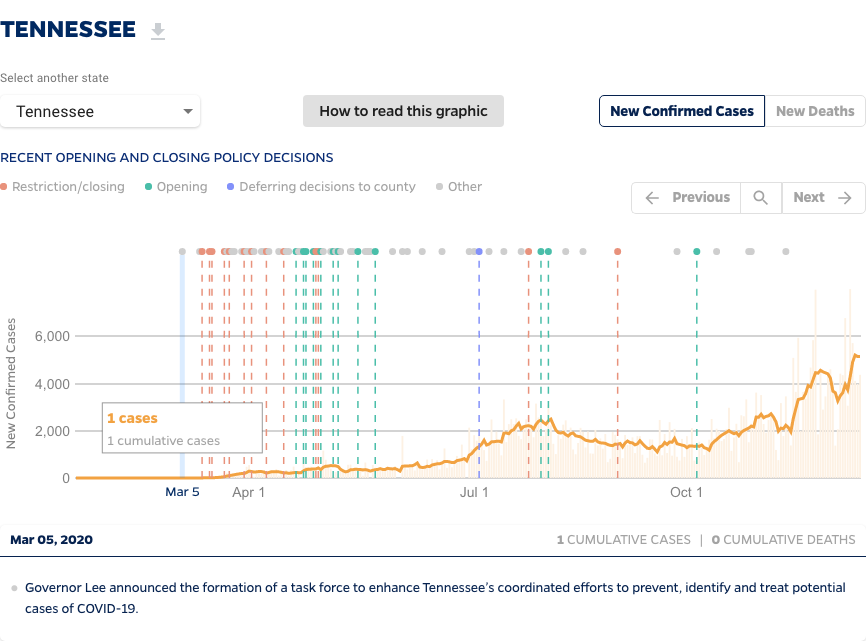 TENNESSEE
Select another state
Tennessee
How to read this graphic
New Confirmed Cases
New Deaths
RECENT OPENING AND CLOSING POLICY DECISIONS
Restriction/closing
Opening
Deferring decisions to county
Other
Previous
Next
New Confirmed Cases
6,000
4,000
2,000
0
1 cases
1 cumulative cases
Mar 5
Apr 1
Jul 1
Oct 1
Mar 05, 2020
1 CUMULATIVE CASES | 0 CUMULATIVE DEATHS
Governor Lee announced the formation of a task force to enhance Tennessee's coordinated efforts to prevent, identify and treat potential
cases of COVID-19.